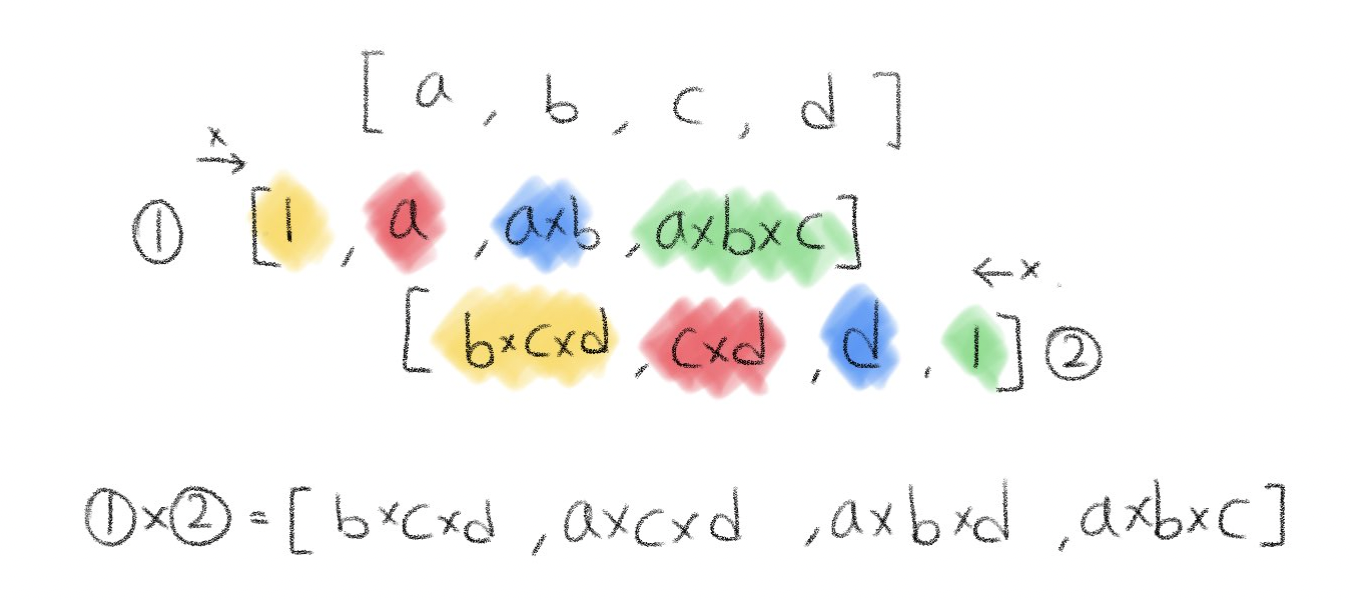 [ a , b , c , d ]
x →
① [ 1 , a , a×b , a×b×c ]
← x
[ b×c×d , c×d , d , 1 ] ②
①×② = [ b×c×d , a×c×d , a×b×d , a×b×c ]